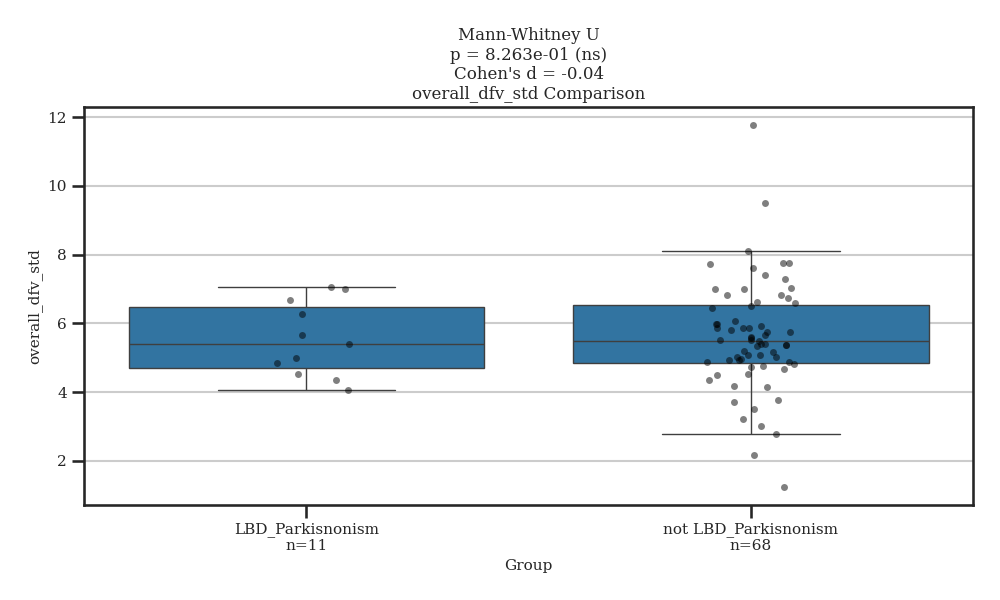 Mann-Whitney U
p = 8.263e-01 (ns)
Cohen's d = -0.04
overall_dfv_std Comparison
12
10
8
6
4
2
overall_dfv_std
LBD_Parkisnonism
n=11
not LBD_Parkisnonism
n=68
Group